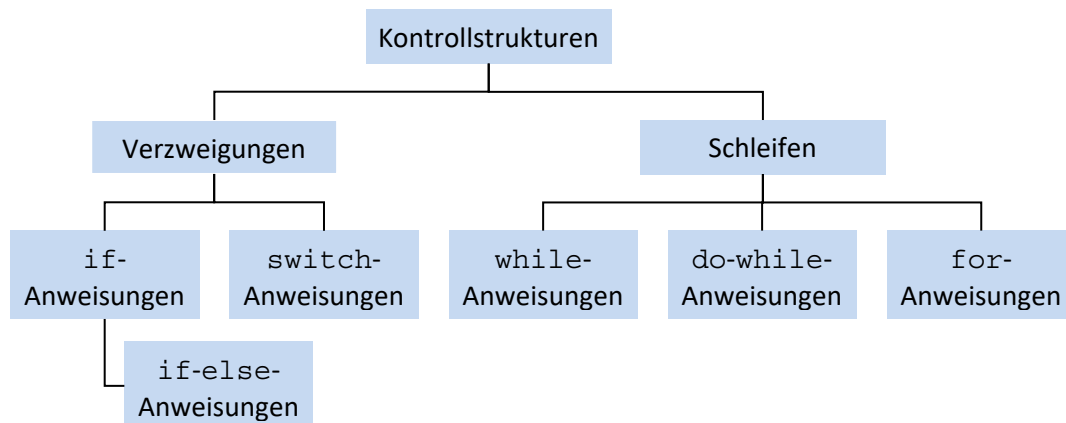 Kontrollstrukturen
Verzweigungen
Schleifen
if-
Anweisungen
switch-
Anweisungen
while-
Anweisungen
do-while-
Anweisungen
for-
Anweisungen
if-else-
Anweisungen